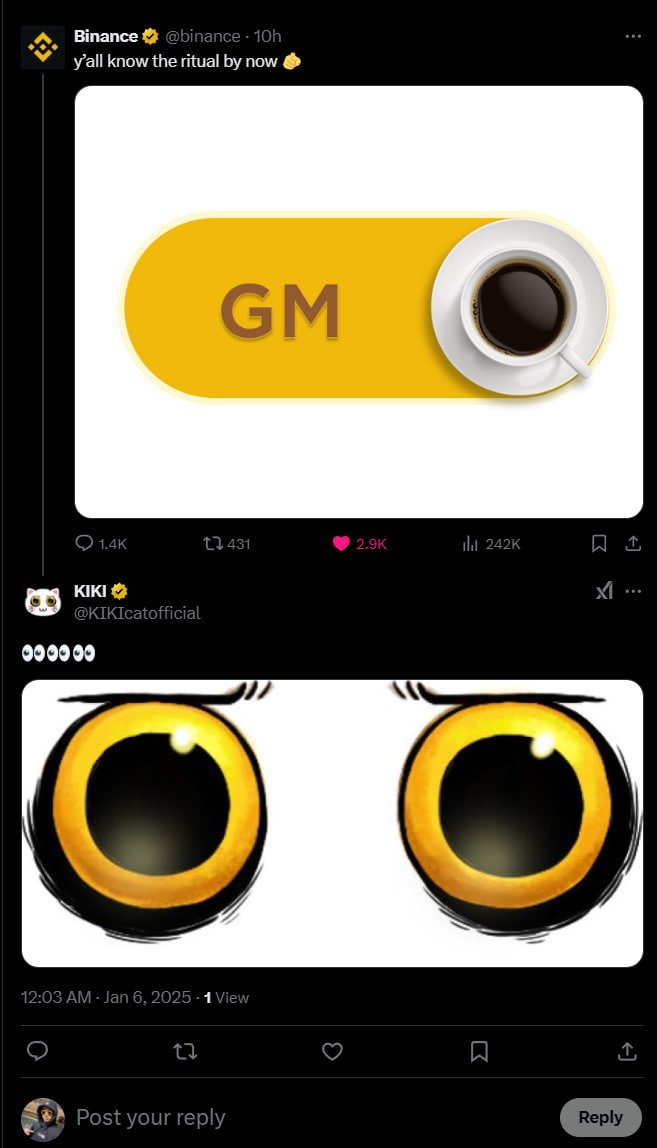 Binance @binance · 10h
y'all know the ritual by now 🫵
GM
1.4K 431 2.9K 242K
KIKI
@KIKIcatofficial
👀👀👀👀👀👀
12:03 AM · Jan 6, 2025 · 1 View
Post your reply Reply